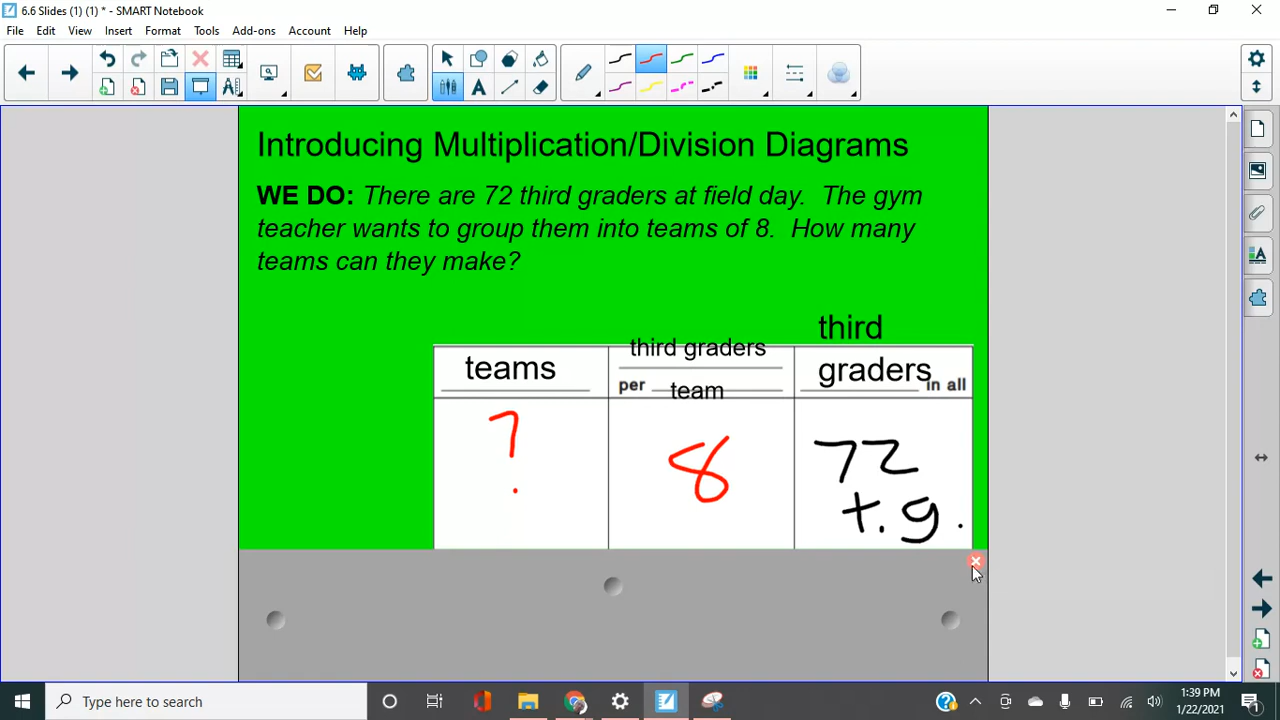 6.6 Slides (1) (1) * - SMART Notebook
File Edit View Insert Format Tools Add-ons Account Help
Introducing Multiplication/Division Diagrams
WE DO: There are 72 third graders at field day. The gym
teacher wants to group them into teams of 8. How many
teams can they make?
teams
third graders
per team
third
graders in all
?
8
72
t.g.
Type here to search
1:39 PM
1/22/2021